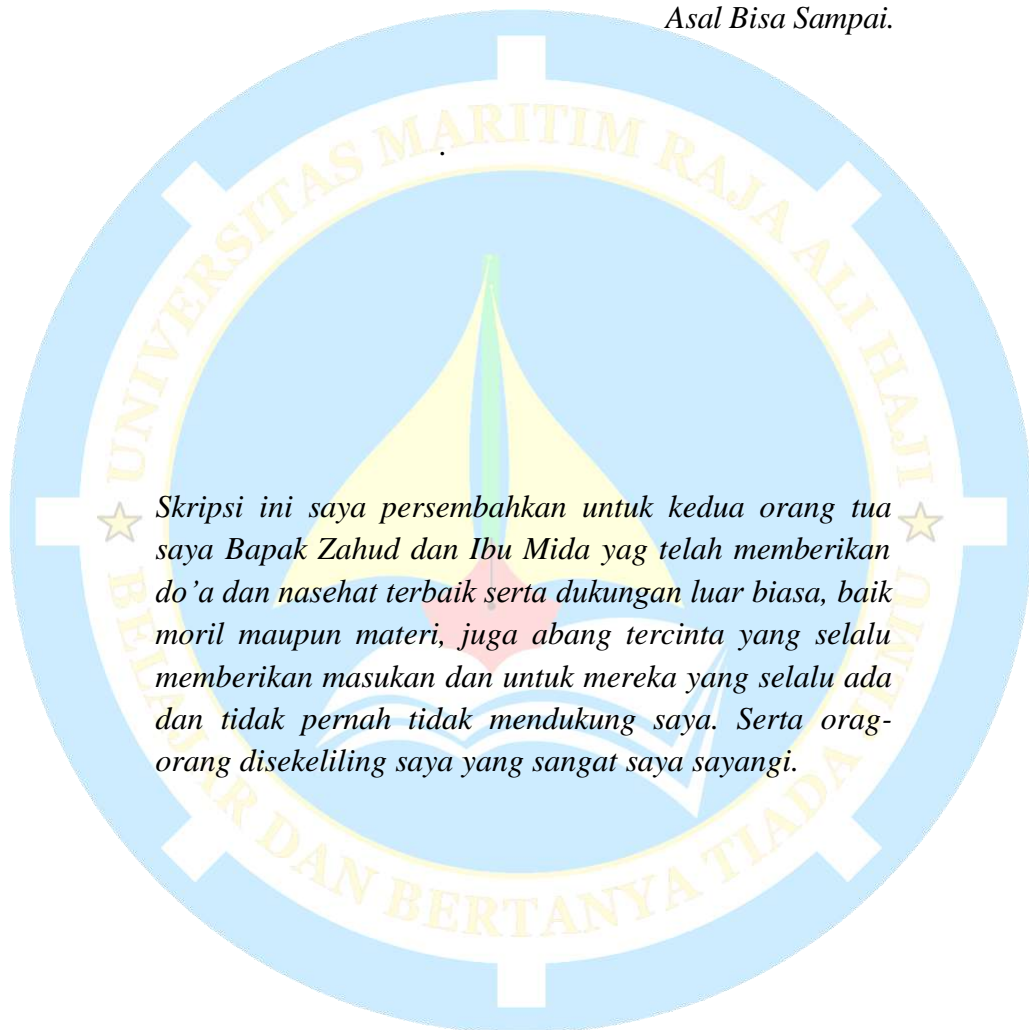 Asal Bisa Sampai.
UNIVERSITAS MARITIM RAJA ALI HAJI
.
Skripsi ini saya persembahkan untuk kedua orang tua
saya Bapak Zahud dan Ibu Mida yag telah memberikan
do’a dan nasehat terbaik serta dukungan luar biasa, baik
moril maupun materi, juga abang tercinta yang selalu
memberikan masukan dan untuk mereka yang selalu ada
dan tidak pernah tidak mendukung saya. Serta orag-
orang disekeliling saya yang sangat saya sayangi.
BELAJAR DAN BERTANYA TIADA JEMU